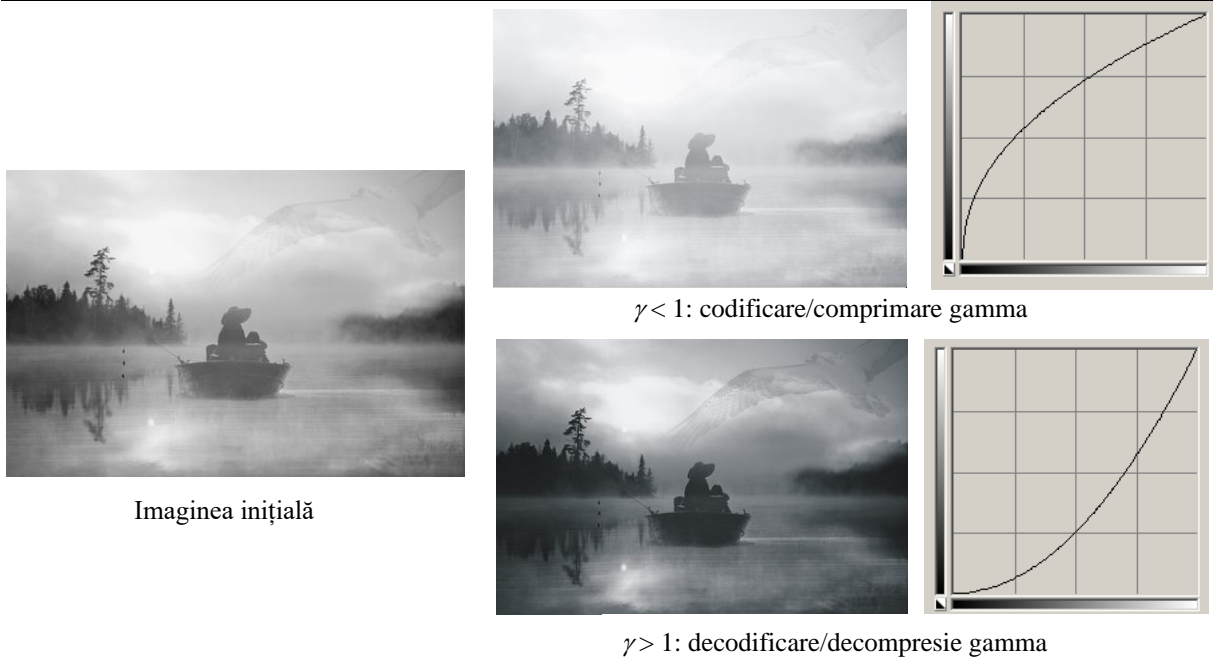 γ < 1: codificare/comprimare gamma
Imaginea inițială
γ > 1: decodificare/decompresie gamma